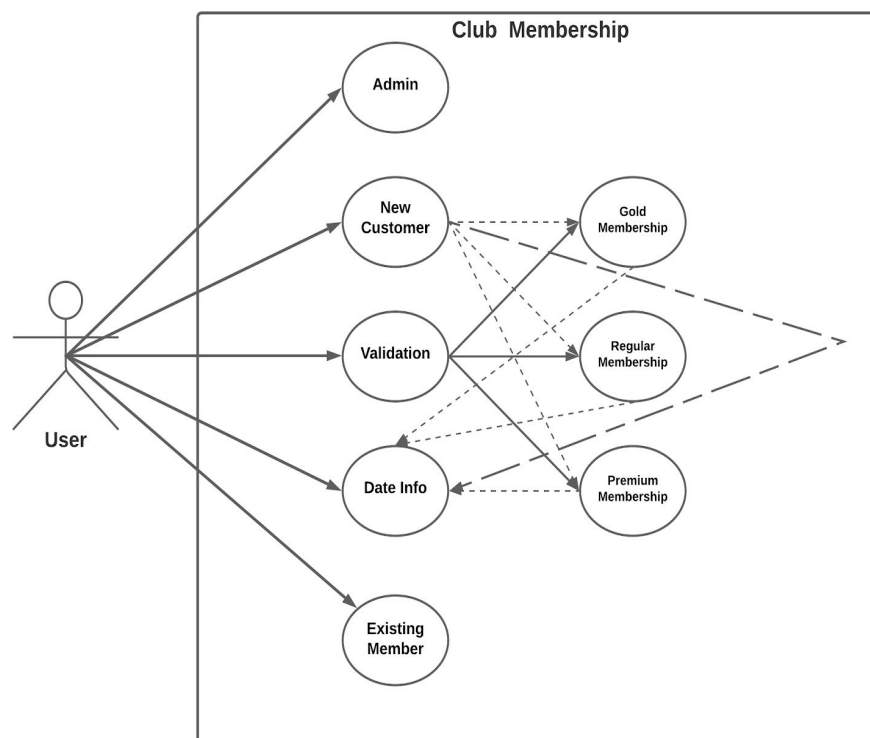 Club Membership
Admin
New
Customer
Gold
Membership
Validation
Regular
Membership
User
Date Info
Premium
Membership
Existing
Member